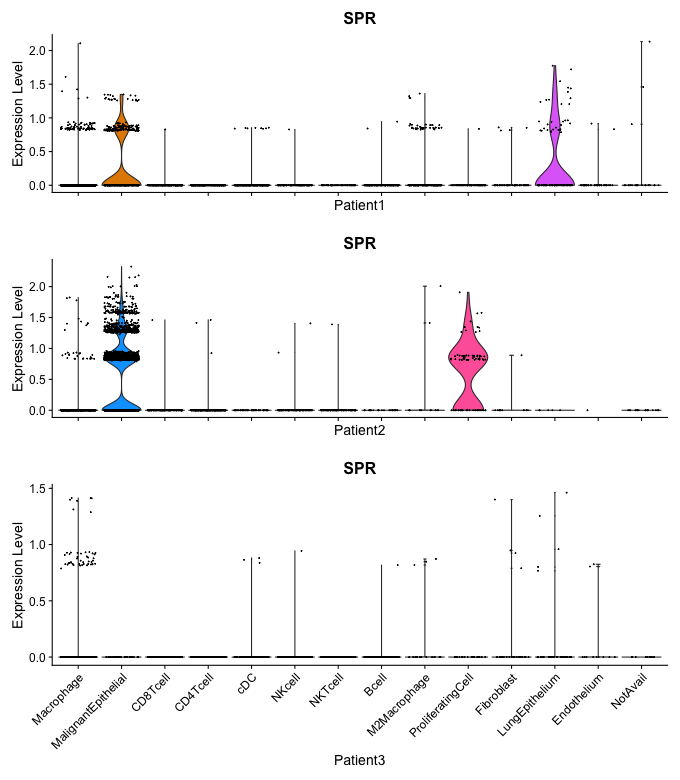 SPR
Expression Level
2.0
1.5
1.0
0.5
0.0
Patient1
SPR
Expression Level
2.0
1.5
1.0
0.5
0.0
Patient2
SPR
Expression Level
1.5
1.0
0.5
0.0
Macrophage
MalignantEpithelial
CD8Tcell
CD4Tcell
cDC
NKcell
NKTcell
Bcell
M2Macrophage
ProliferatingCell
Fibroblast
LungEpithelium
Endothelium
NotAvail
Patient3